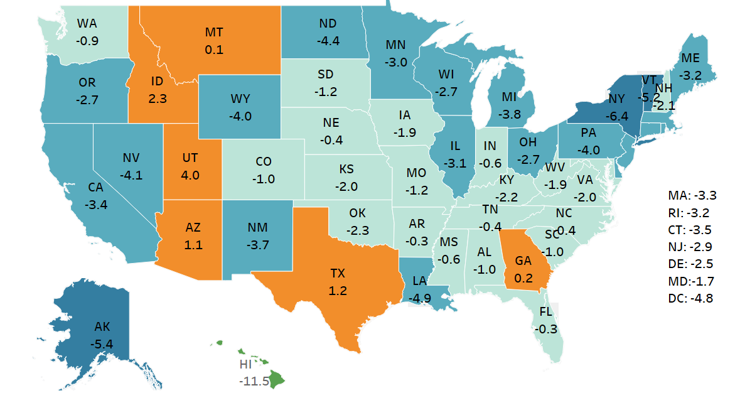 WA
-0.9
MT
0.1
ND
-4.4
MN
-3.0
ME
-3.2
OR
-2.7
ID
2.3
SD
-1.2
WI
-2.7
MI
-3.8
VT
-5.2
NH
-2.1
NY
-6.4
WY
-4.0
NE
-0.4
IA
-1.9
PA
-4.0
NV
-4.1
UT
4.0
CO
-1.0
KS
-2.0
MO
-1.2
IL
-3.1
IN
-0.6
OH
-2.7
WV
-1.9
VA
-2.0
KY
-2.2
CA
-3.4
AZ
1.1
NM
-3.7
OK
-2.3
AR
-0.3
TN
-0.4
NC
-0.4
SC
-1.0
MS
-0.6
AL
-1.0
GA
0.2
TX
1.2
LA
-4.9
FL
-0.3
AK
-5.4
HI
-11.5
MA: -3.3
RI: -3.2
CT: -3.5
NJ: -2.9
DE: -2.5
MD:-1.7
DC: -4.8